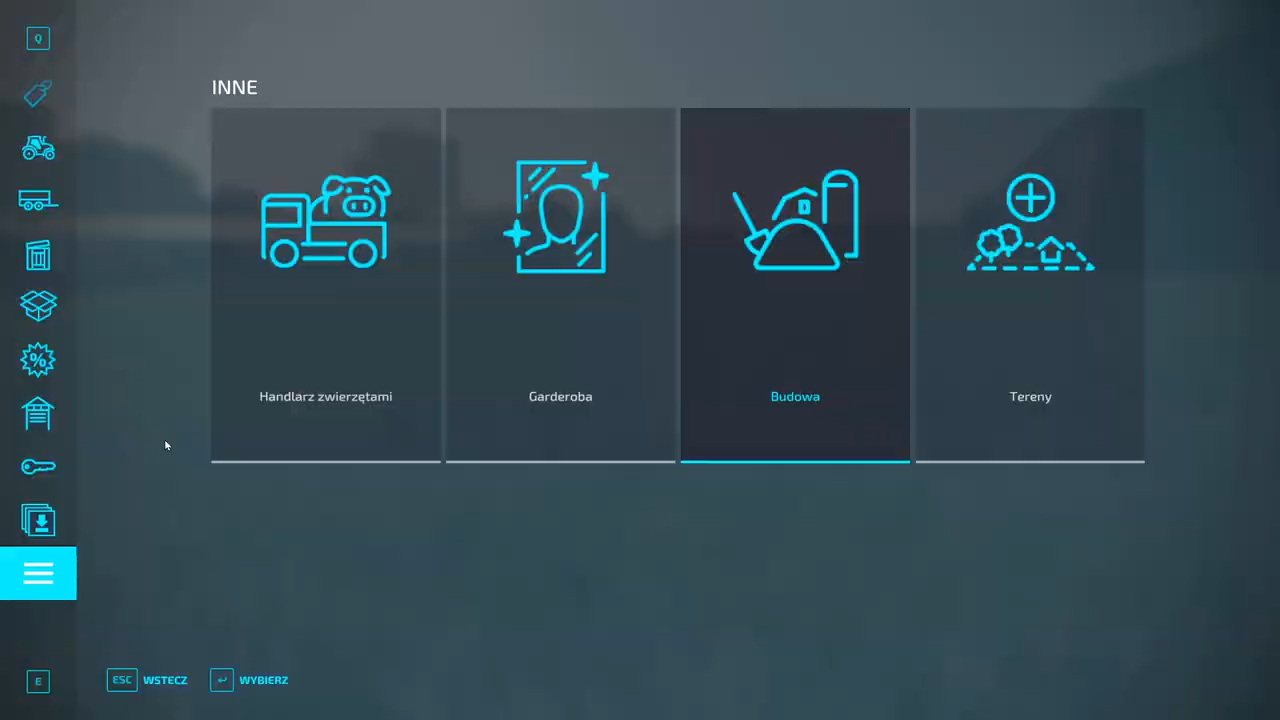 Q
INNE
Handlarz zwierzętami
Garderoba
Budowa
Tereny
E
ESC WSTECZ
WYBIERZ